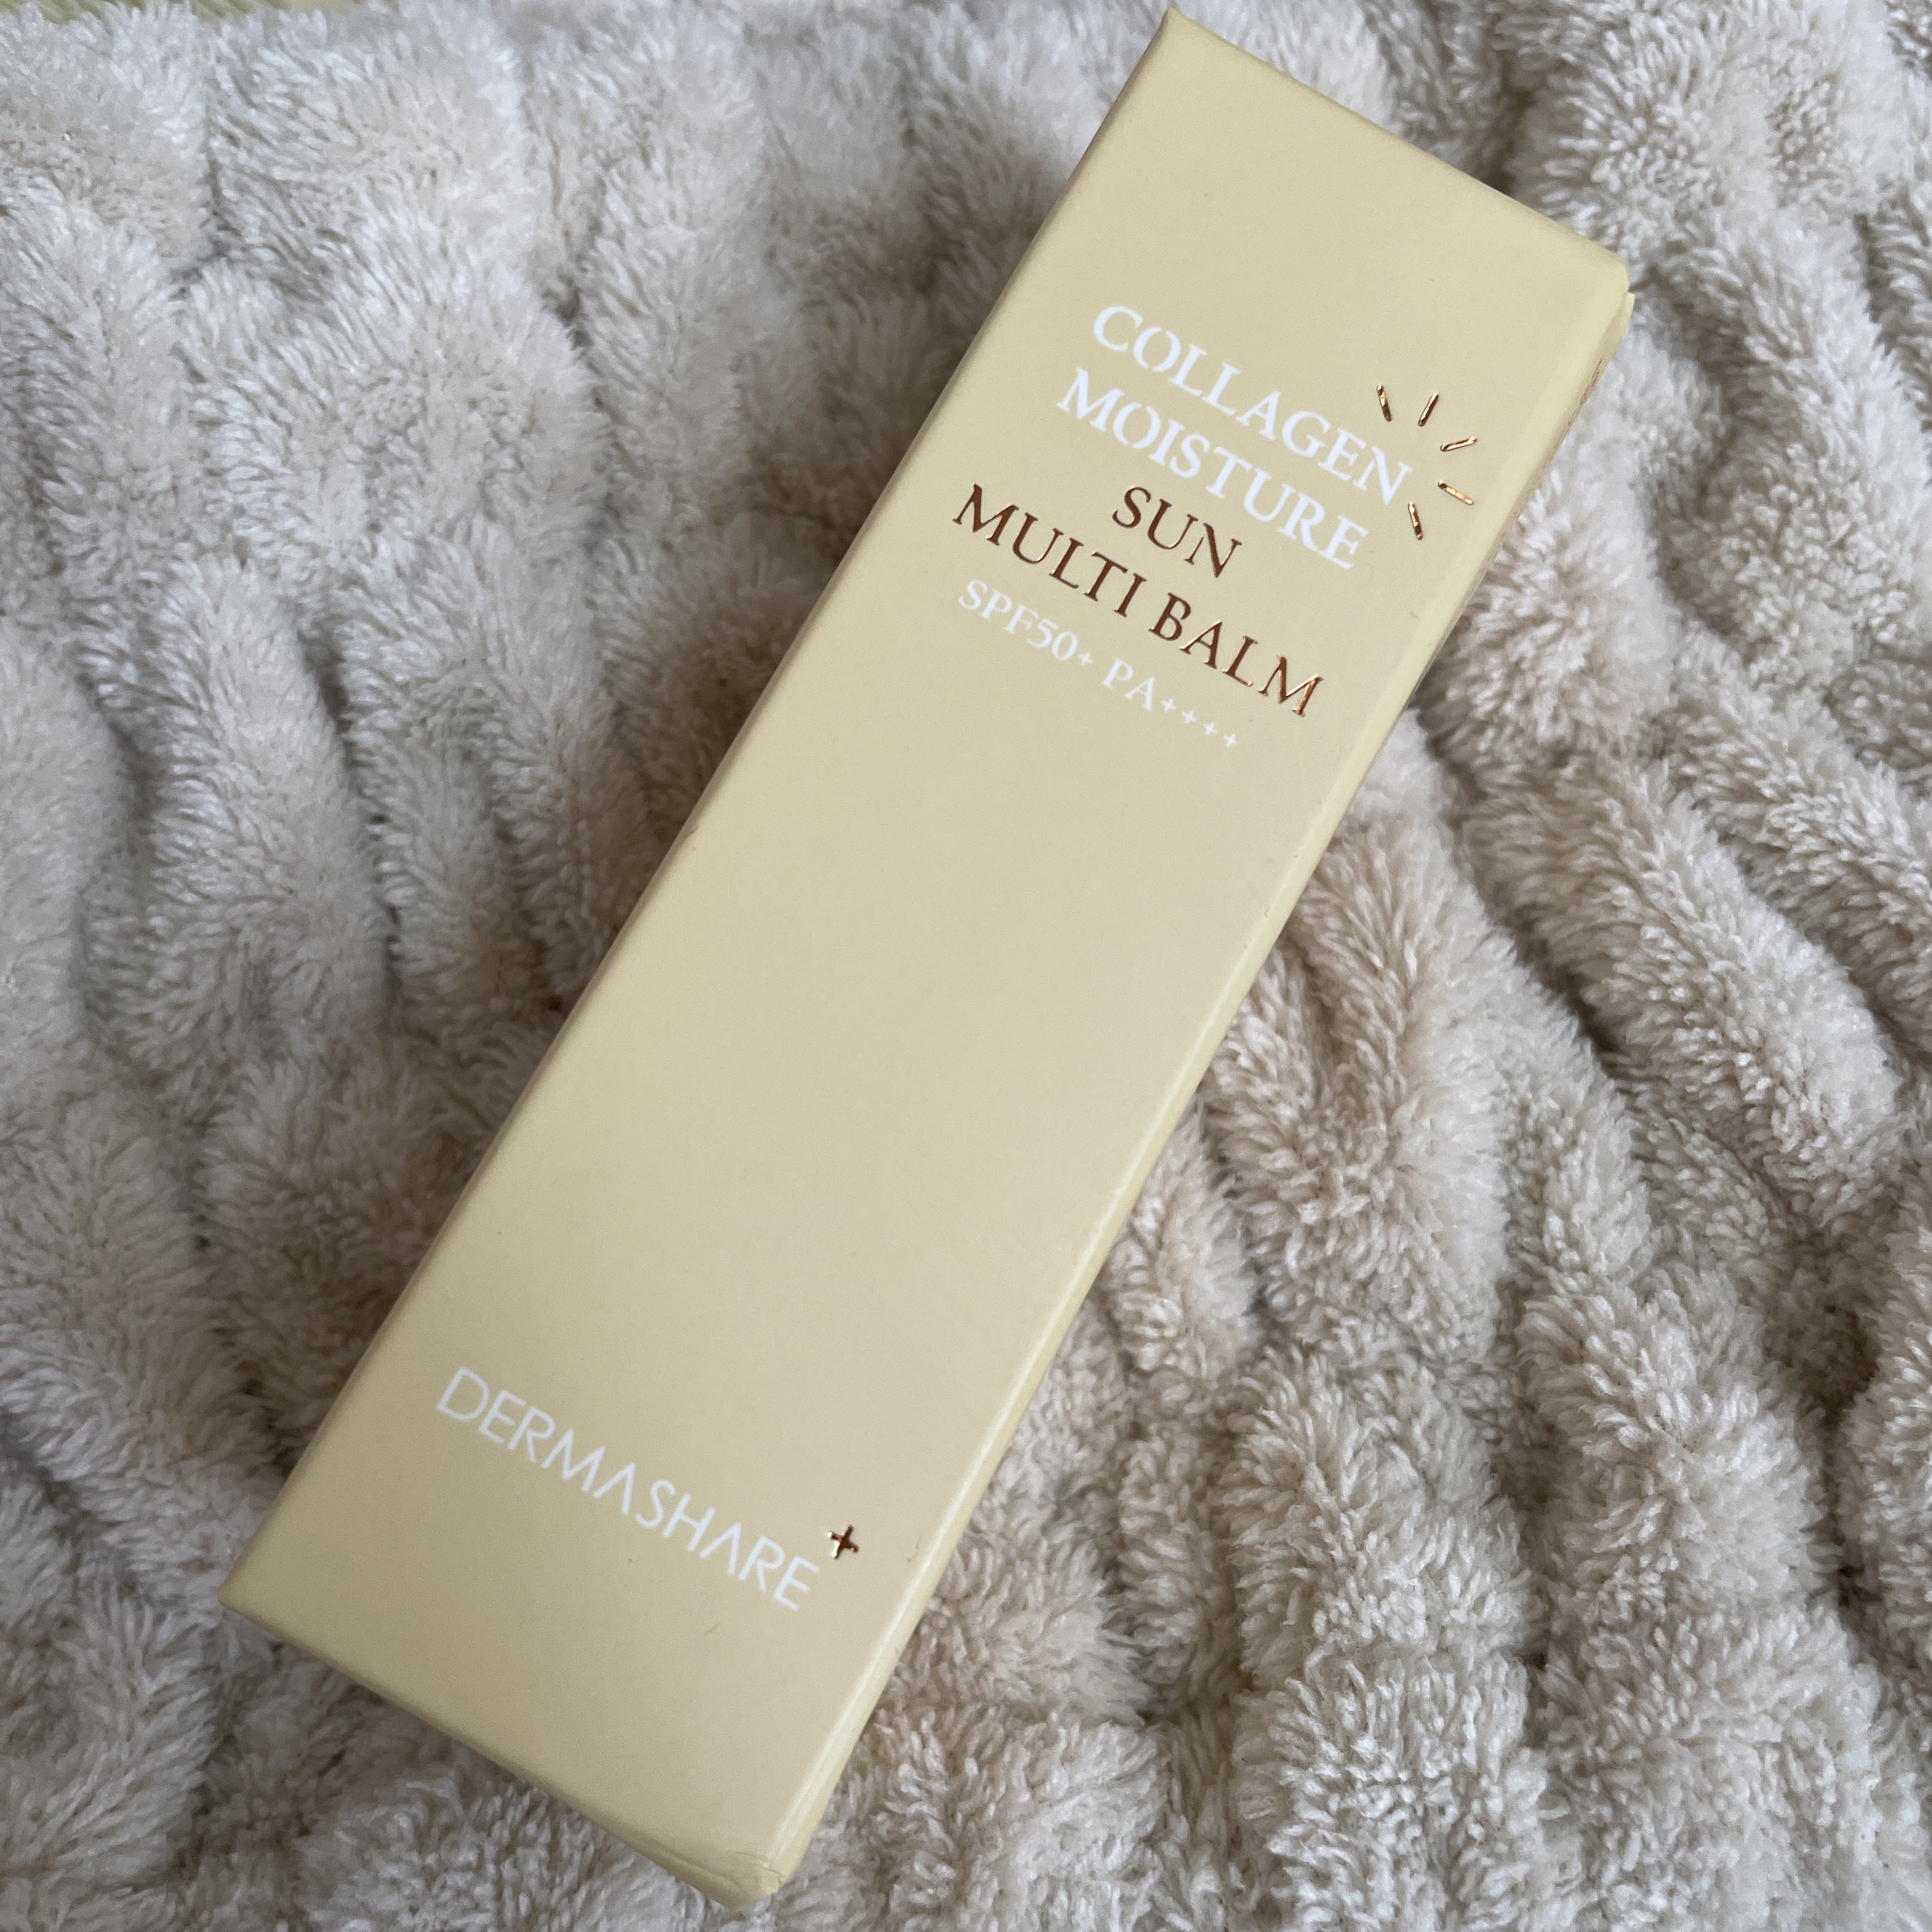 COLLAGEN
MOISTURE
SUN
MULTI BALM
SPF50+ PA++++
DERMASHARE+